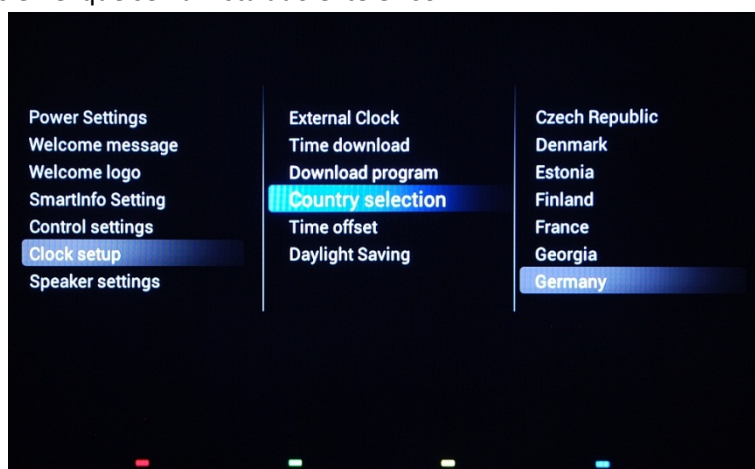 Power Settings
Welcome message
Welcome logo
SmartInfo Setting
Control settings
Clock setup
Speaker settings
External Clock
Time download
Download program
Country selection
Time offset
Daylight Saving
Czech Republic
Denmark
Estonia
Finland
France
Georgia
Germany